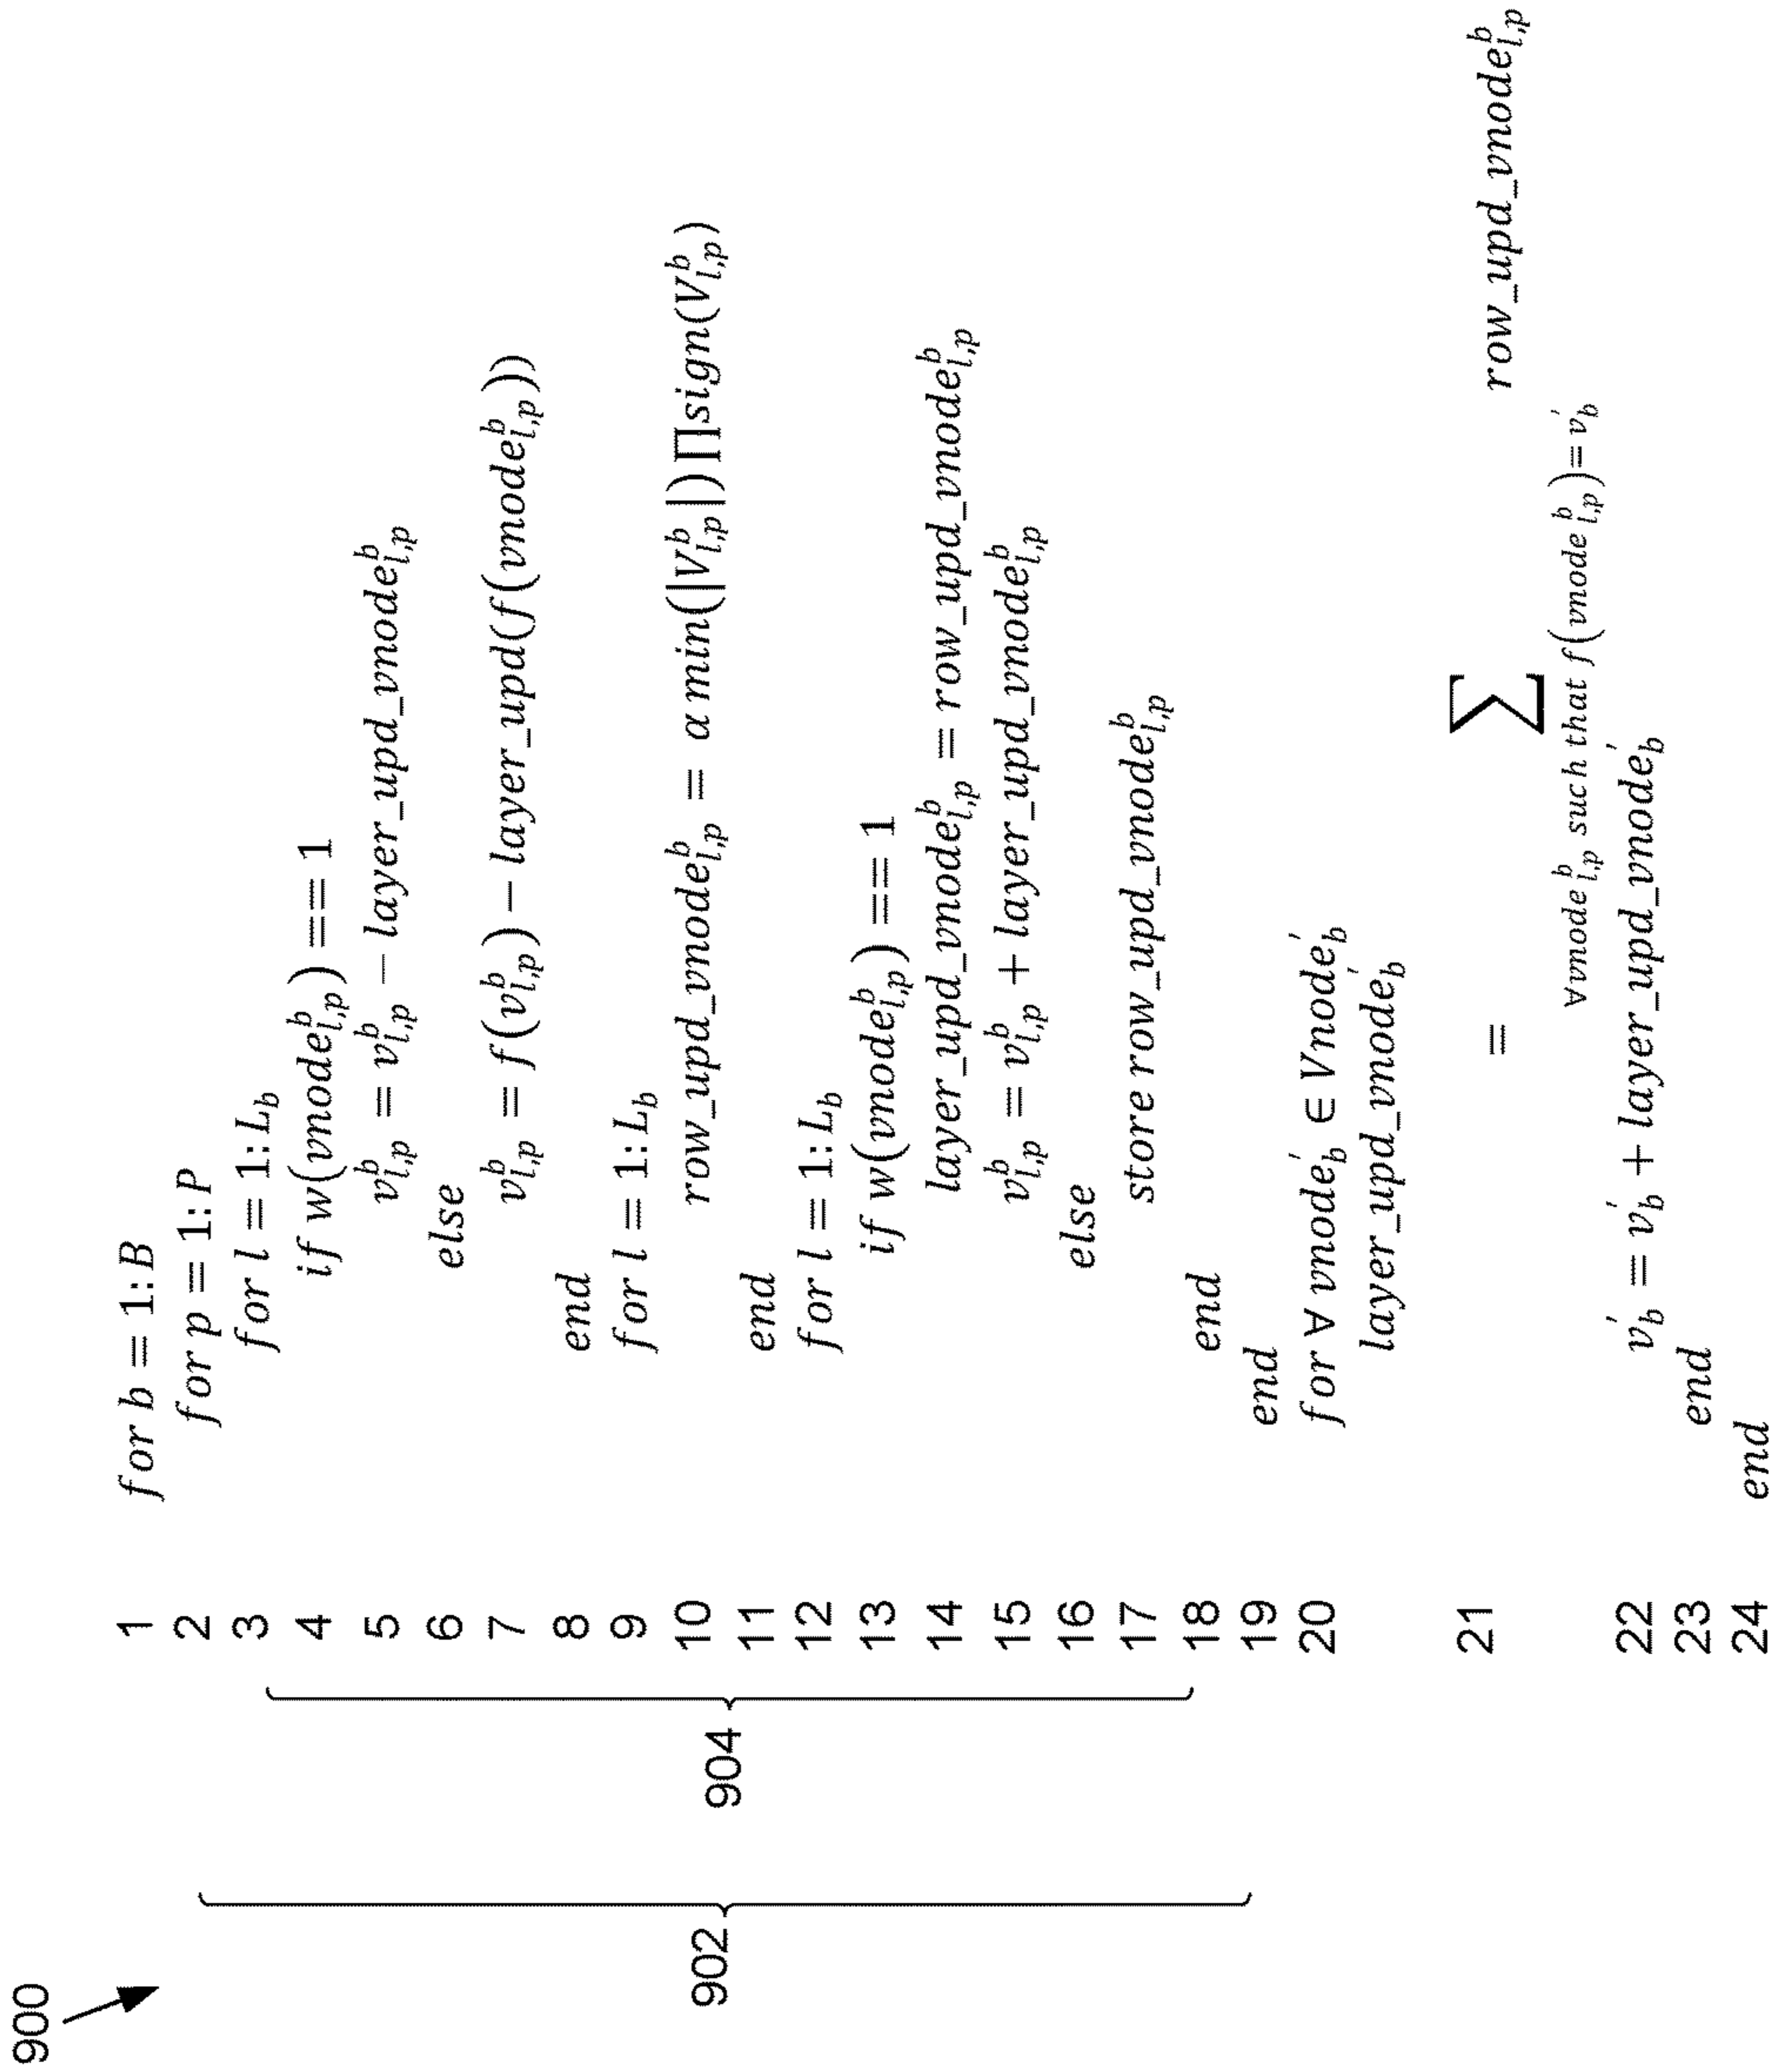 900
902
904
1 for b = 1: B
2 for p = 1: P
3 for l = 1: L_b
4 if w(vnode^b_{l,p}) == 1
5 v^b_{l,p} = v^b_{l,p} − layer_upd_vnode^b_{l,p}
6 else
7 v^b_{l,p} = f(v^b_{l,p}) − layer_upd(f(vnode^b_{l,p}))
8 end
9 for l = 1: L_b
10 row_upd_vnode^b_{l,p} = α min(|V^b_{l,p}|) ∏sign(V^b_{l,p})
11 end
12 for l = 1: L_b
13 if w(vnode^b_{l,p}) == 1
14 layer_upd_vnode^b_{l,p} = row_upd_vnode^b_{l,p}
15 v^b_{l,p} = v^b_{l,p} + layer_upd_vnode^b_{l,p}
16 else
17 store row_upd_vnode^b_{l,p}
18 end
19 end
20 for ∀ vnode'_b ∈ Vnode'_b
layer_upd_vnode'_b
21 = ∑ row_upd_vnode^b_{l,p}
∀vnode^b_{l,p} such that f(vnode^b_{l,p})=v'_b
22 v'_b = v'_b + layer_upd_vnode'_b
23 end
24 end